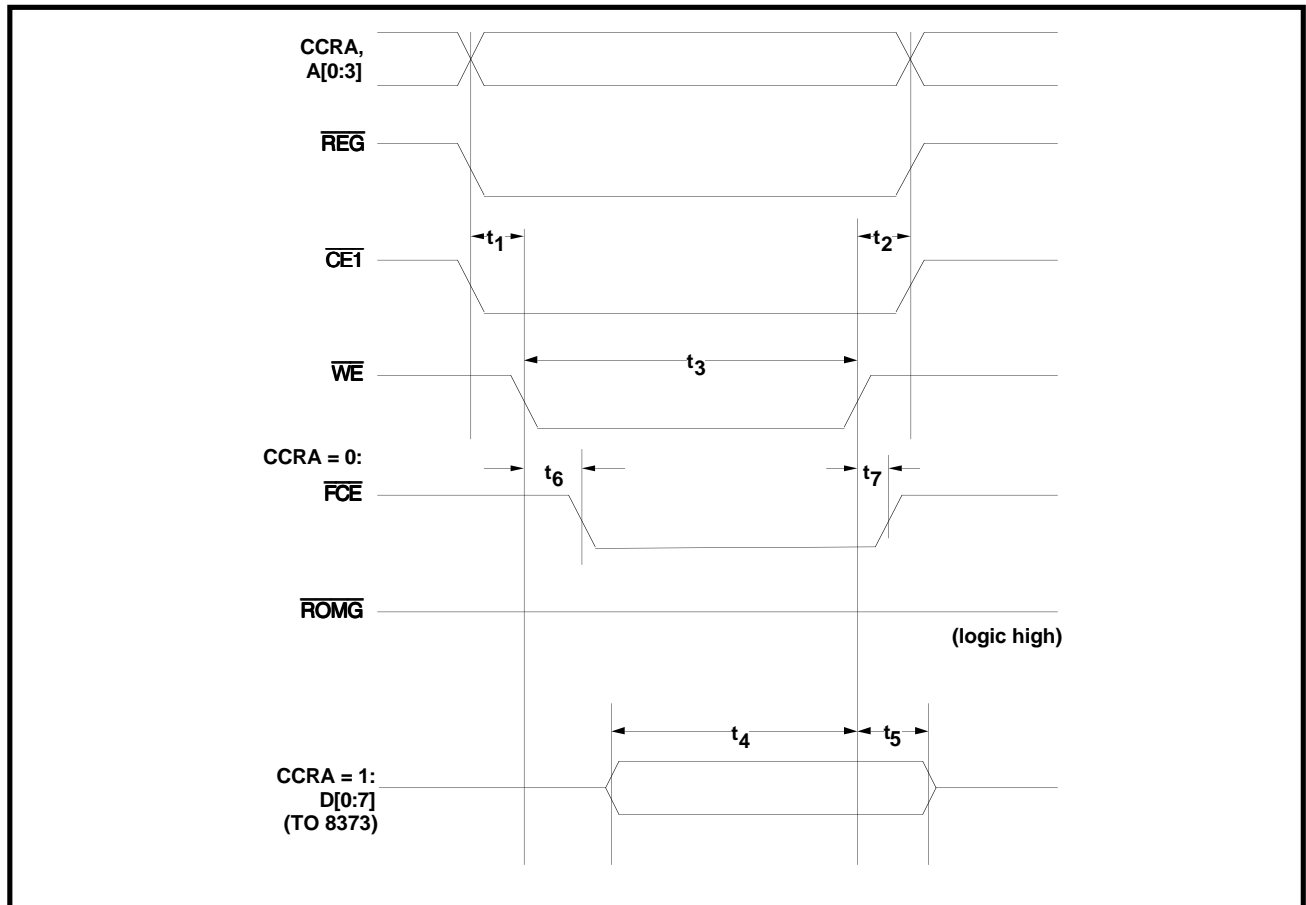 CCRA,
A[0:3]
REG
t1
t2
CE1
t3
WE
CCRA = 0:
t6
t7
FCE
ROMG
(logic high)
t4
t5
CCRA = 1:
D[0:7]
(TO 8373)